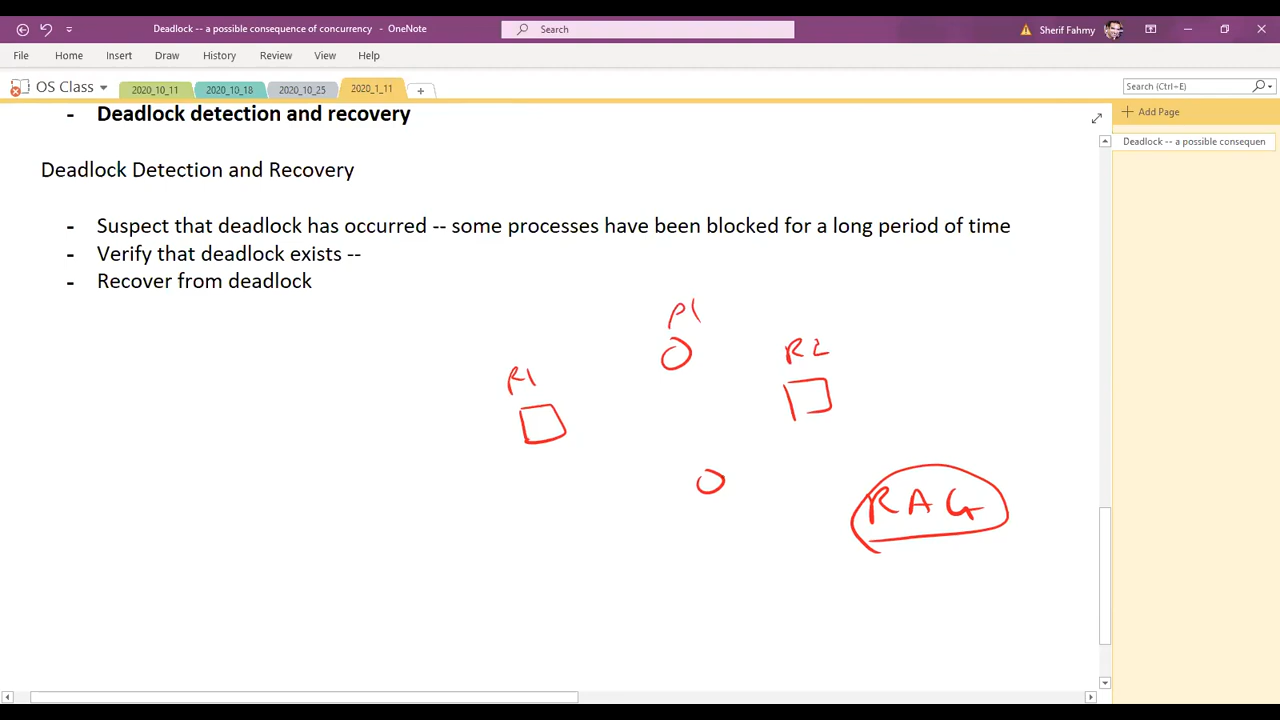 Deadlock -- a possible consequence of concurrency - OneNote
Search
Sherif Fahmy
File Home Insert Draw History Review View Help
OS Class
2020_10_11 2020_10_18 2020_10_25 2020_1_11
Search (Ctrl+E)
Add Page
Deadlock -- a possible consequen
- Deadlock detection and recovery
Deadlock Detection and Recovery
- Suspect that deadlock has occurred -- some processes have been blocked for a long period of time
- Verify that deadlock exists --
- Recover from deadlock
P1
R2
R1
RAG